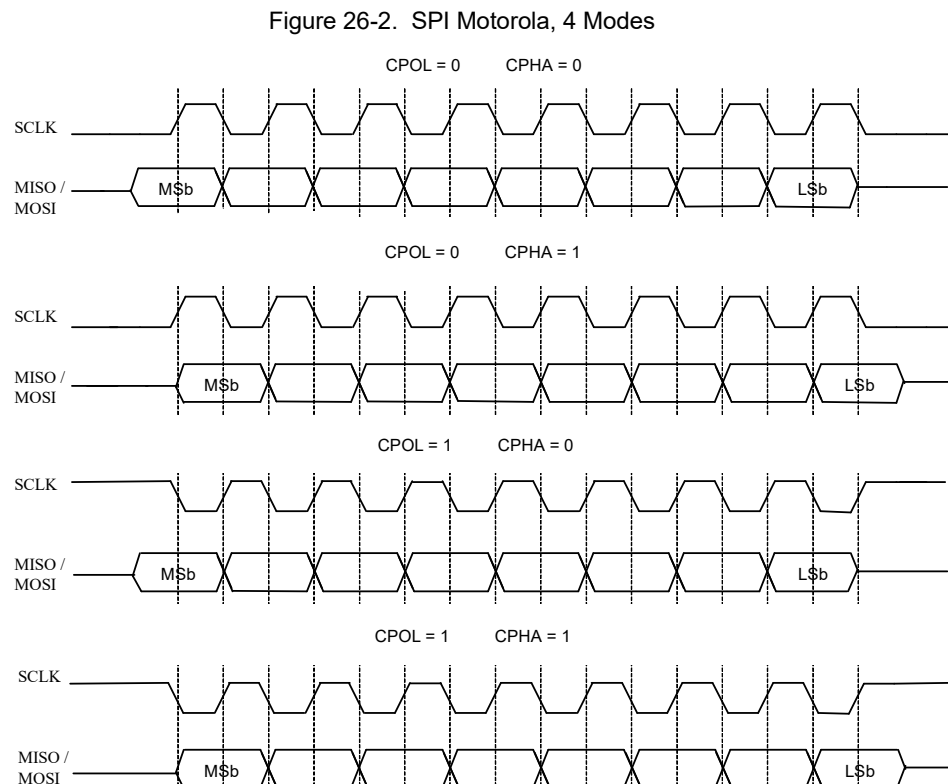 Figure 26-2. SPI Motorola, 4 Modes
CPOL = 0 CPHA = 0
SCLK
MISO /
MOSI
MSb
LSb
CPOL = 0 CPHA = 1
SCLK
MISO /
MOSI
MSb
LSb
CPOL = 1 CPHA = 0
SCLK
MISO /
MOSI
MSb
LSb
CPOL = 1 CPHA = 1
SCLK
MISO /
MOSI
MSb
LSb